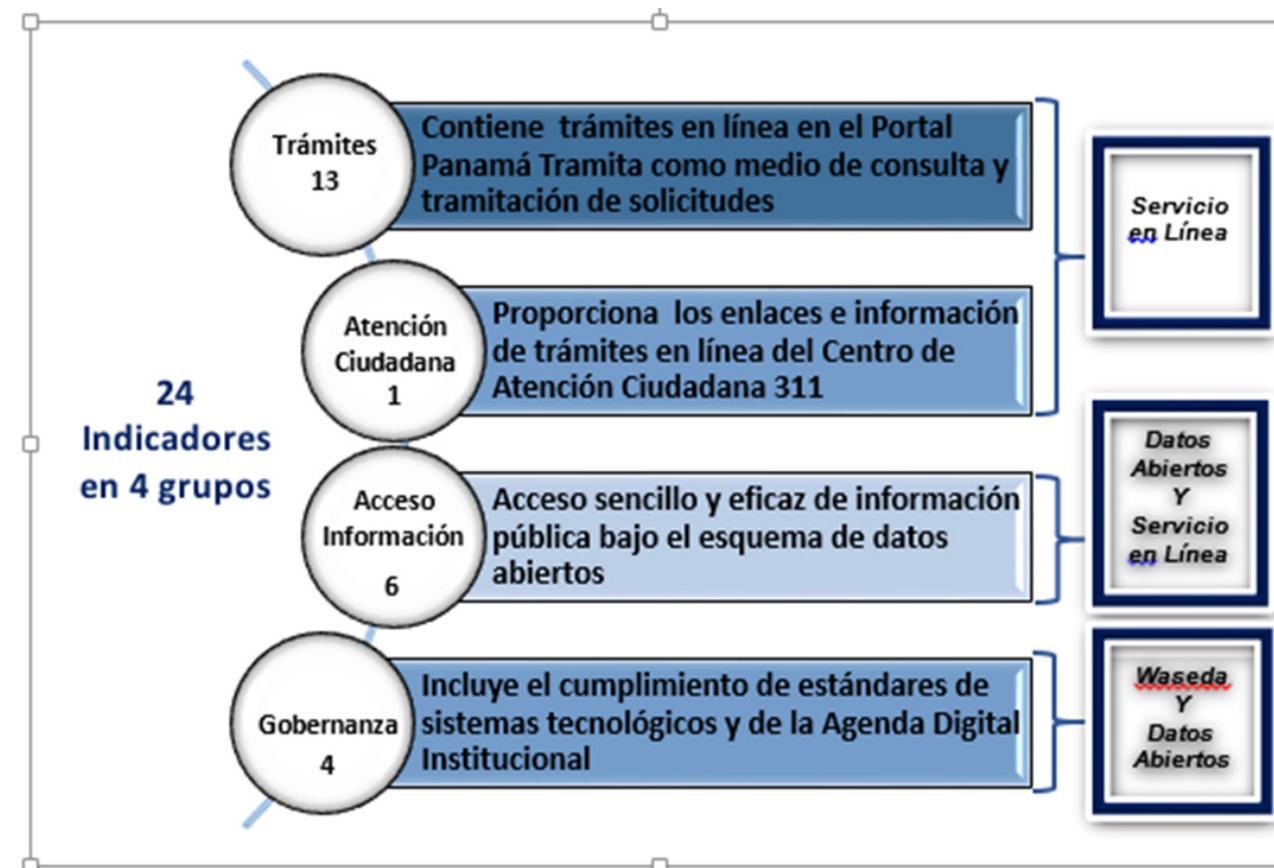 24
Indicadores
en 4 grupos
Trámites
13
Contiene trámites en línea en el Portal
Panamá Tramita como medio de consulta y
tramitación de solicitudes
Servicio
en Línea
Atención
Ciudadana
1
Proporciona los enlaces e información
de trámites en línea del Centro de
Atención Ciudadana 311
Acceso
Información
6
Acceso sencillo y eficaz de información
pública bajo el esquema de datos
abiertos
Datos
Abiertos
Y
Servicio
en Línea
Gobernanza
4
Incluye el cumplimiento de estándares de
sistemas tecnológicos y de la Agenda Digital
Institucional
Waseda
Y
Datos
Abiertos